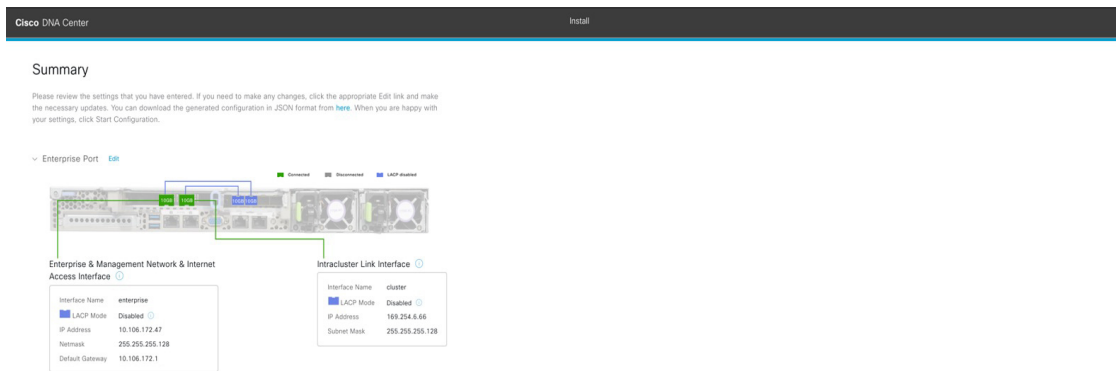 Cisco DNA Center
Install
Summary
Please review the settings that you have entered. If you need to make any changes, click the appropriate Edit link and make
the necessary updates. You can download the generated configuration in JSON format from here. When you are happy with
your settings, click Start Configuration.
Enterprise Port Edit
Connected Disconnected LACP disabled
10GB 10GB 10GB 10GB
Enterprise & Management Network & Internet
Access Interface
Interface Name enterprise
LACP Mode Disabled
IP Address 10.106.172.47
Netmask 255.255.255.128
Default Gateway 10.106.172.1
Intracluster Link Interface
Interface Name cluster
LACP Mode Disabled
IP Address 169.254.6.66
Subnet Mask 255.255.255.128